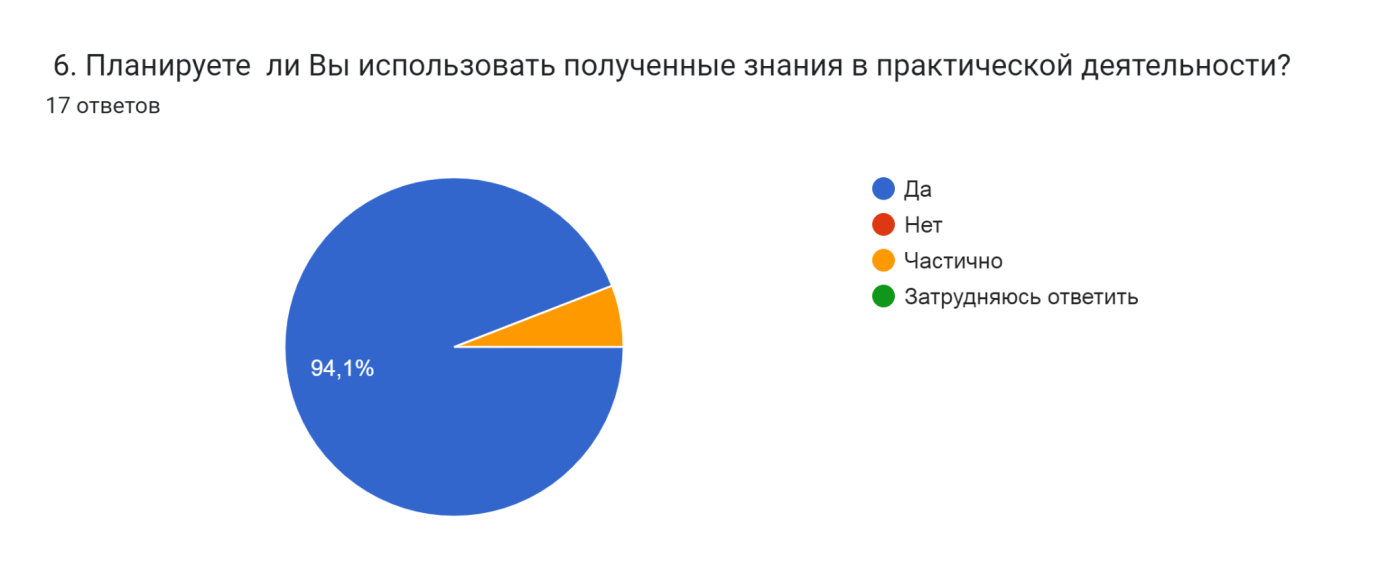 6. Планируете  ли Вы использовать полученные знания в практической деятельности?
17 ответов
Да
Нет
Частично
Затрудняюсь ответить
94,1%